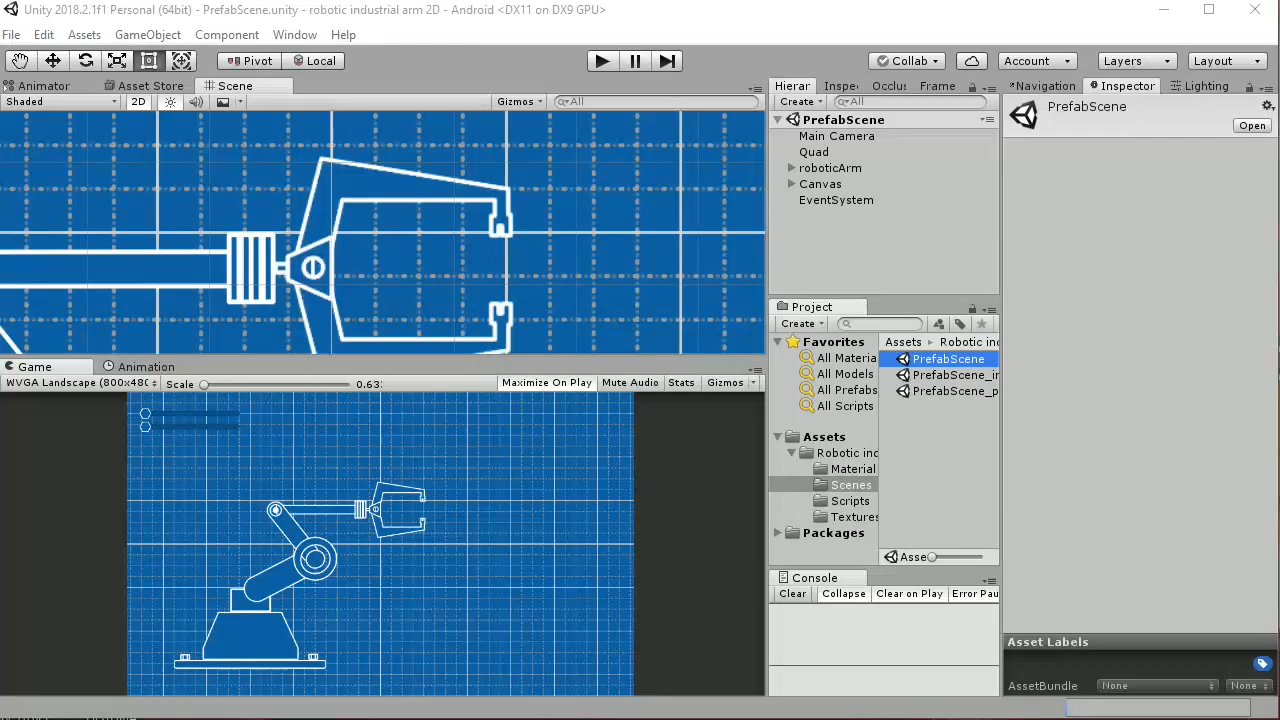 Unity 2018.2.1f1 Personal (64bit) - PrefabScene.unity - robotic industrial arm 2D - Android <DX11 on DX9 GPU>
File Edit Assets GameObject Component Window Help
Pivot Local Collab Account Layers Layout
Animator Asset Store Scene
Shaded 2D Gizmos All
Hierar Inspe Occlus Frame
Create All
PrefabScene
Main Camera
Quad
roboticArm
Canvas
EventSystem
Navigation Inspector Lighting
PrefabScene
Open
Project
Create
Favorites
All Materia
All Models
All Prefabs
All Scripts
Assets
Robotic ind
Material
Scenes
Scripts
Textures
Packages
Assets Robotic in
PrefabScene
PrefabScene_in
PrefabScene_p
Asse
Game Animation
WVGA Landscape (800x480 Scale 0.63 Maximize On Play Mute Audio Stats Gizmos
Console
Clear Collapse Clear on Play Error Pau
Asset Labels
AssetBundle None None